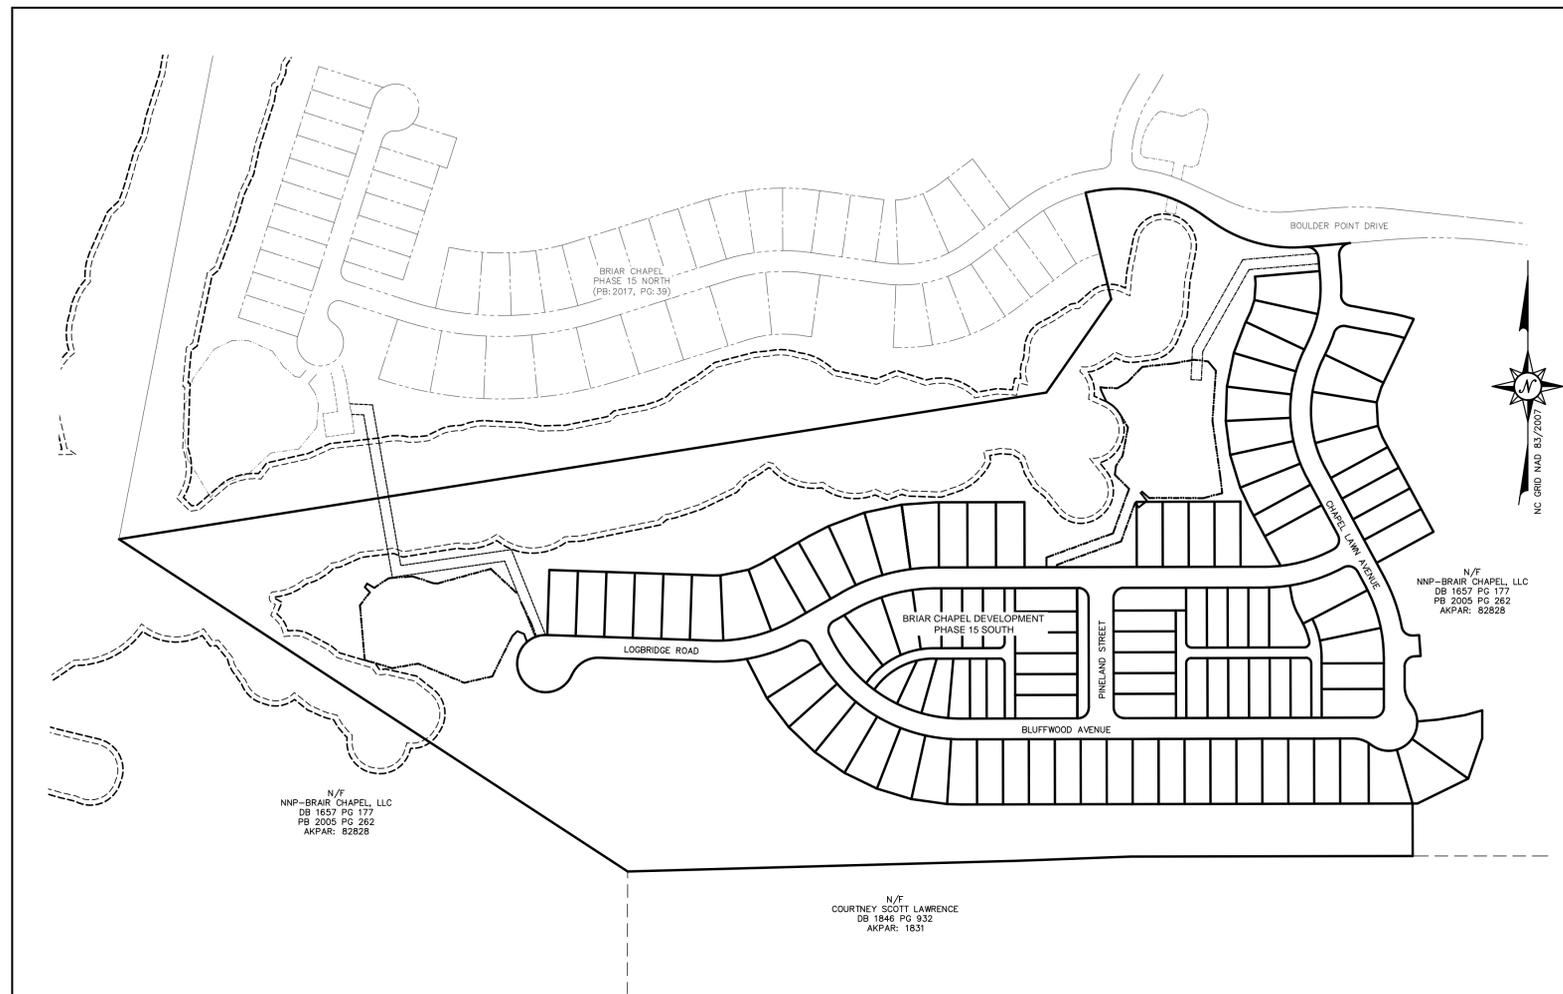 BOULDER POINT DRIVE
BRIAR CHAPEL
PHASE 15 NORTH
(PB: 2017, PG: 39)
N
NC GRID NAD 83/2007
CHAPEL LAWN AVENUE
N/F
NNP-BRAIR CHAPEL, LLC
DB 1657 PG 177
PB 2005 PG 262
AKPAR: 82828
BRIAR CHAPEL DEVELOPMENT
PHASE 15 SOUTH
LOGBRIDGE ROAD
PINELAND STREET
BLUFFWOOD AVENUE
N/F
NNP-BRAIR CHAPEL, LLC
DB 1657 PG 177
PB 2005 PG 262
AKPAR: 82828
N/F
COURTNEY SCOTT LAWRENCE
DB 1846 PG 932
AKPAR: 1831